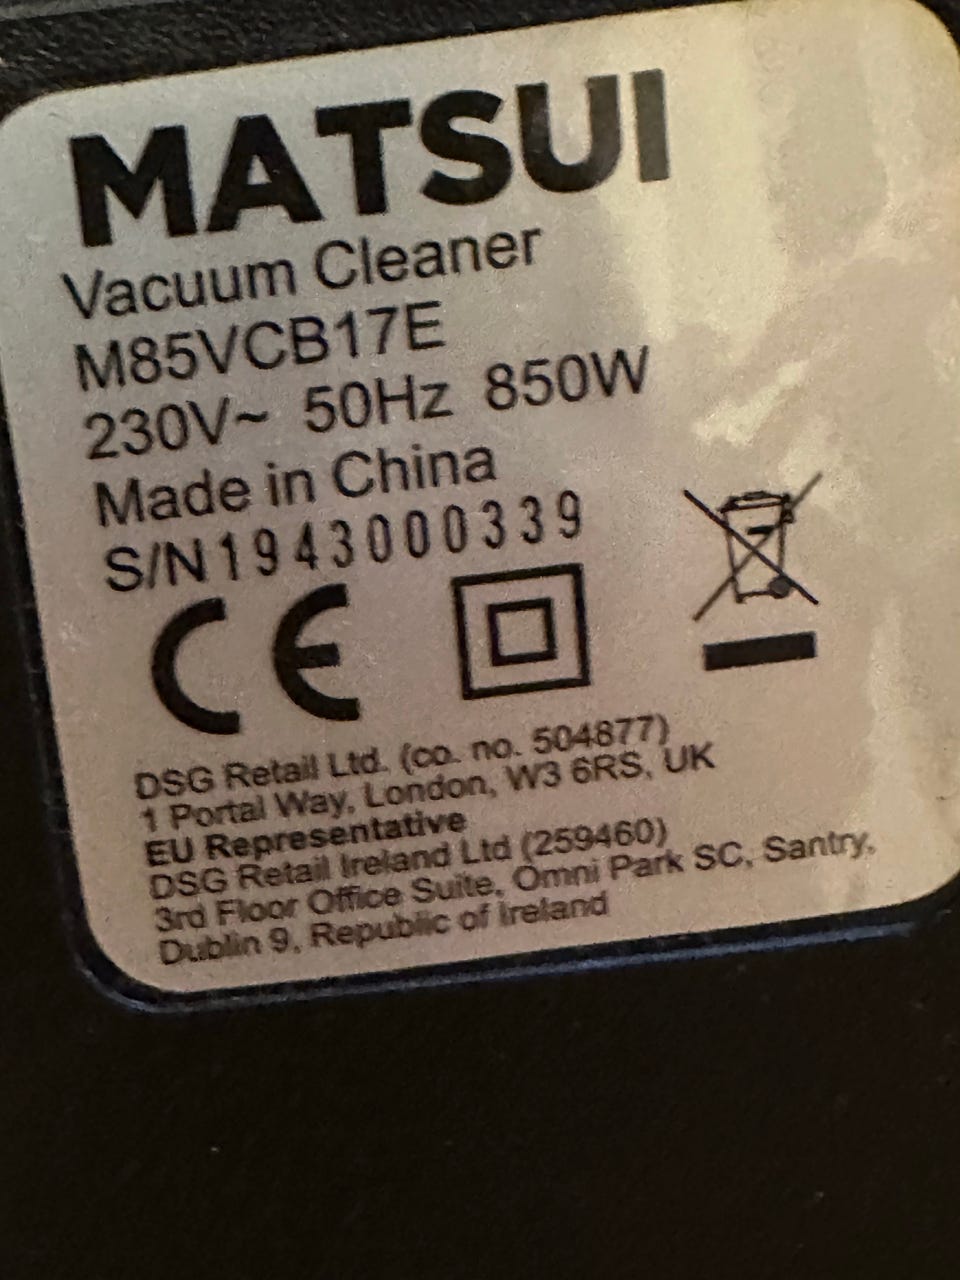 MATSUI
Vacuum Cleaner
M85VCB17E
230V~ 50Hz 850W
Made in China
S/N 1943000339
CE
DSG Retail Ltd. (co. no. 504877)
1 Portal Way, London, W3 6RS, UK
EU Representative
DSG Retail Ireland Ltd (259460)
3rd Floor Office Suite, Omni Park SC, Santry,
Dublin 9, Republic of Ireland